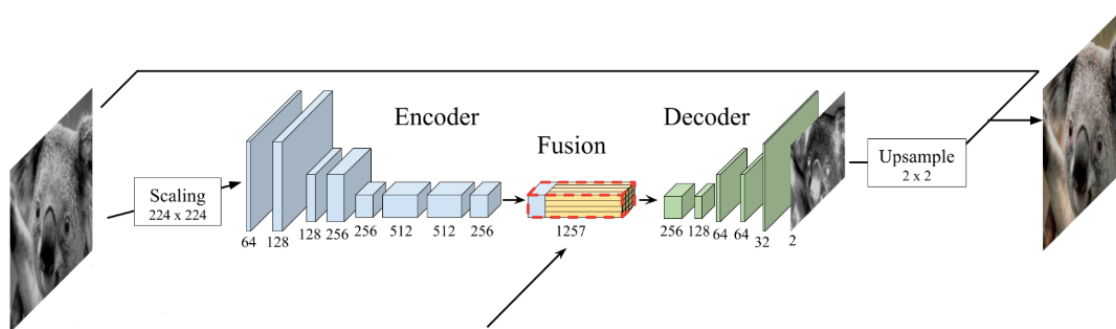 Encoder
Decoder
Fusion
Scaling
224 x 224
Upsample
2 x 2
64 128 128 256 256 512 512 256
1257
256 128 64 64 32 2